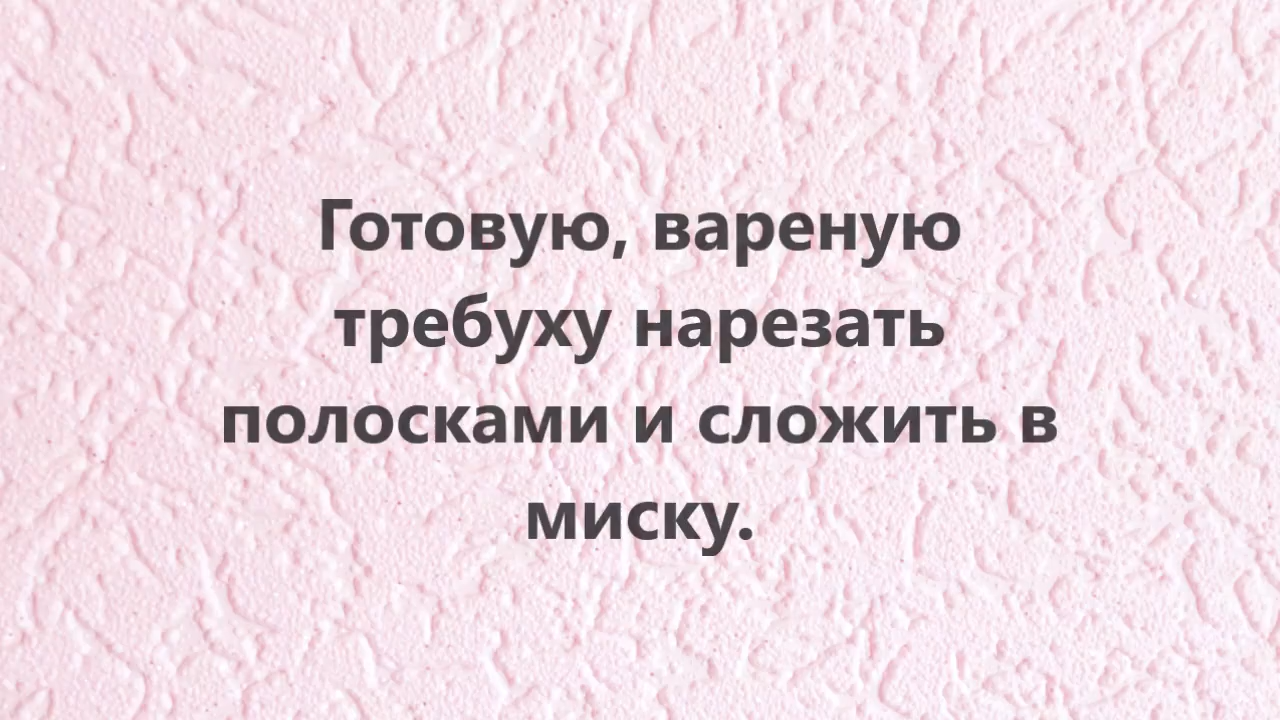 Готовую, вареную
требуху нарезать
полосками и сложить в
миску.